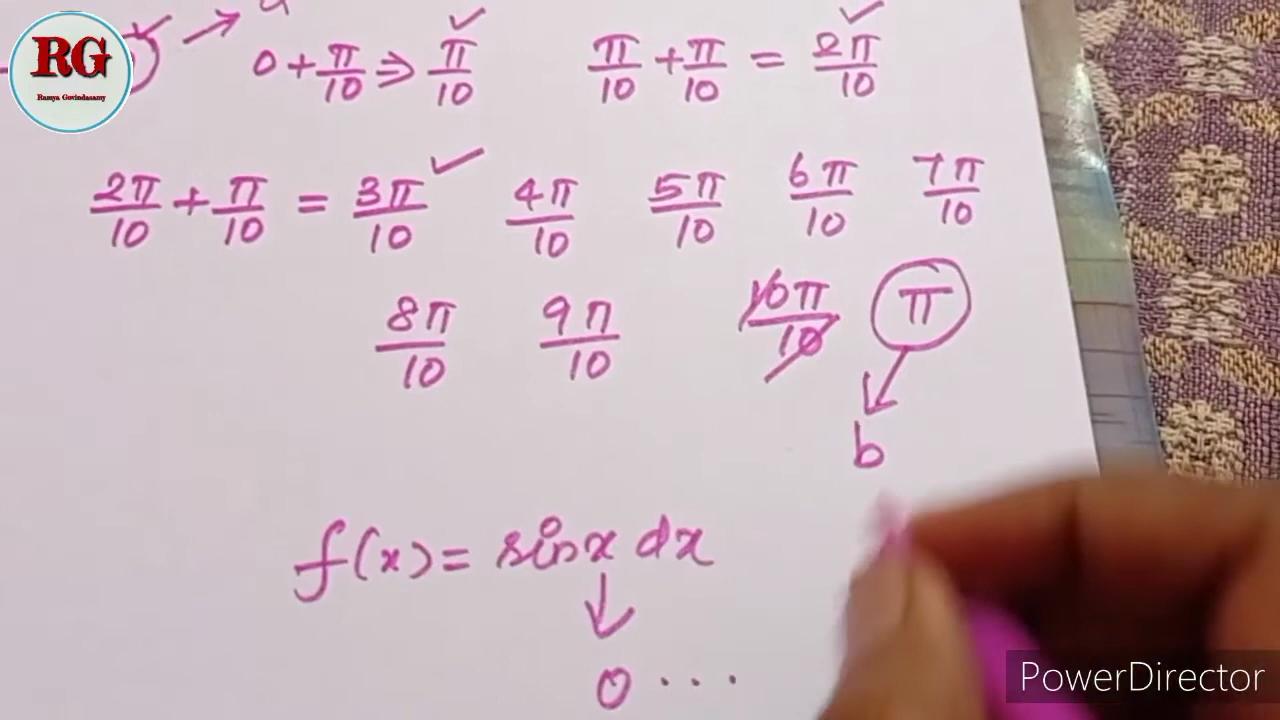 RG
Ramya Govindasamy
0 + π/10 ⇒ π/10 ✓ π/10 + π/10 = 2π/10 ✓
2π/10 + π/10 = 3π/10 ✓ 4π/10 5π/10 6π/10 7π/10
8π/10 9π/10 10π/10 π
b
f(x) = sinx dx
↓
0 ...
PowerDirector